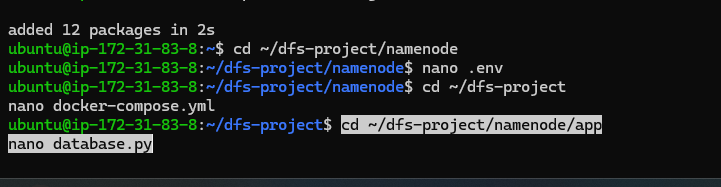 added 12 packages in 2s
ubuntu@ip-172-31-83-8:~$ cd ~/dfs-project/namenode
ubuntu@ip-172-31-83-8:~/dfs-project/namenode$ nano .env
ubuntu@ip-172-31-83-8:~/dfs-project/namenode$ cd ~/dfs-project
nano docker-compose.yml
ubuntu@ip-172-31-83-8:~/dfs-project$ cd ~/dfs-project/namenode/app
nano database.py